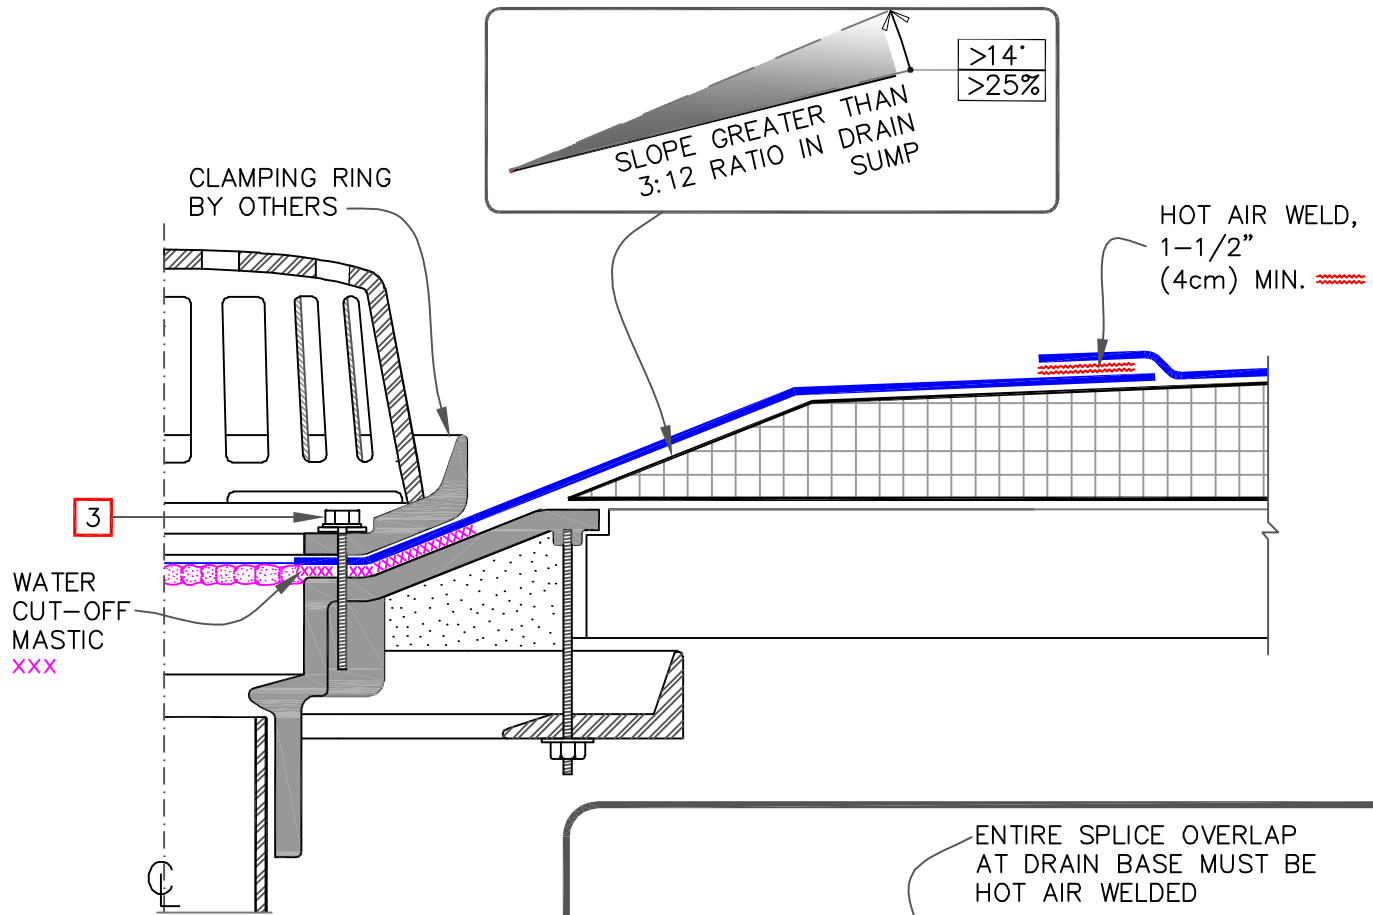 >14°
>25%
SLOPE GREATER THAN
3:12 RATIO IN DRAIN
SUMP
CLAMPING RING
BY OTHERS
HOT AIR WELD,
1-1/2"
(4cm) MIN.
3
WATER
CUT-OFF
MASTIC
XXX
ENTIRE SPLICE OVERLAP
AT DRAIN BASE MUST BE
HOT AIR WELDED
CL